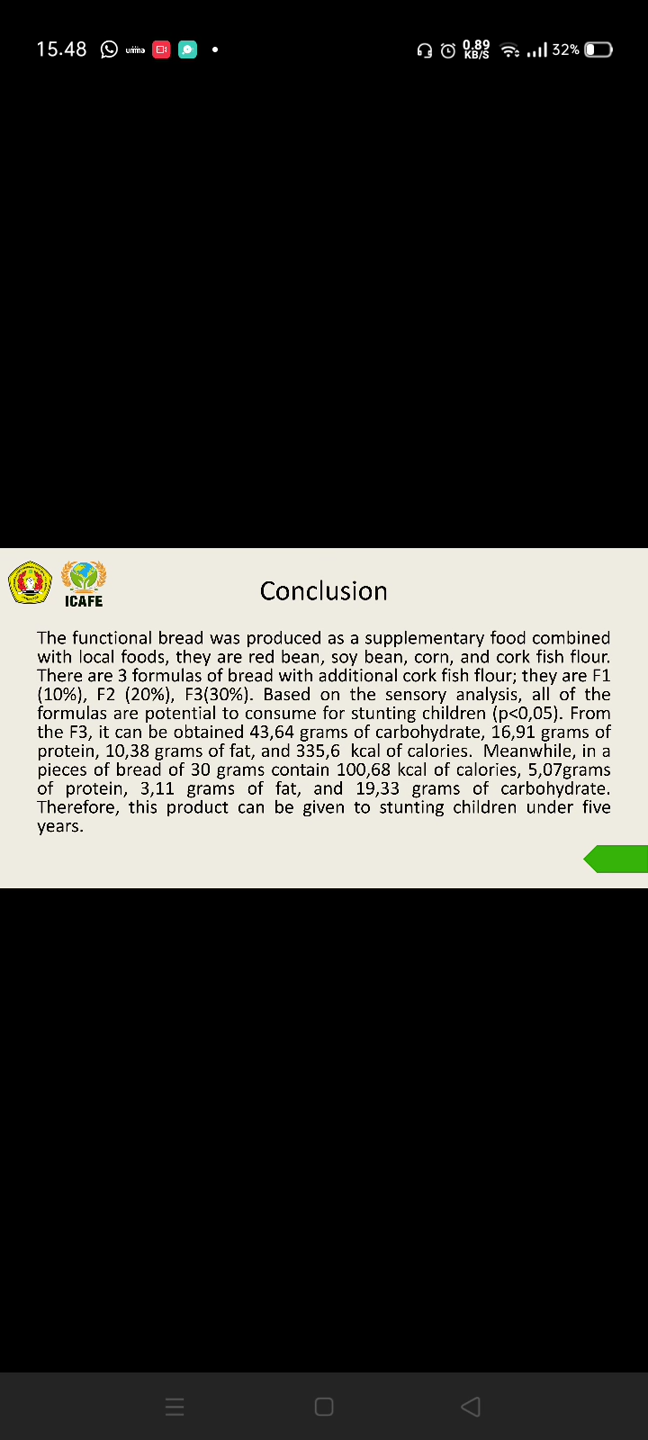 15.48
0.89
KB/S
32%
ICAFE
Conclusion
The functional bread was produced as a supplementary food combined
with local foods, they are red bean, soy bean, corn, and cork fish flour.
There are 3 formulas of bread with additional cork fish flour; they are F1
(10%), F2 (20%), F3(30%). Based on the sensory analysis, all of the
formulas are potential to consume for stunting children (p<0,05). From
the F3, it can be obtained 43,64 grams of carbohydrate, 16,91 grams of
protein, 10,38 grams of fat, and 335,6 kcal of calories. Meanwhile, in a
pieces of bread of 30 grams contain 100,68 kcal of calories, 5,07grams
of protein, 3,11 grams of fat, and 19,33 grams of carbohydrate.
Therefore, this product can be given to stunting children under five
years.